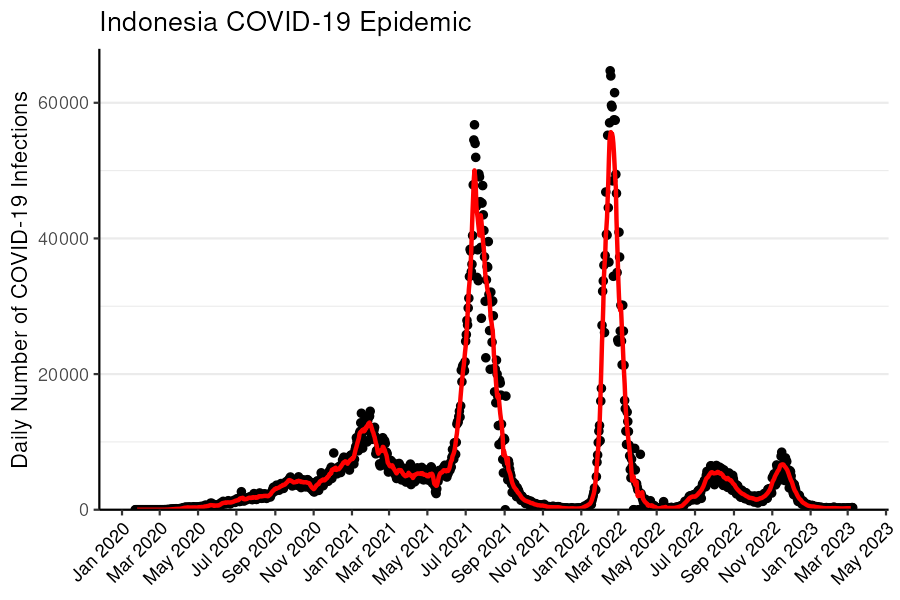 Indonesia COVID-19 Epidemic
Daily Number of COVID-19 Infections
60000
40000
20000
0
Jan 2020
Mar 2020
May 2020
Jul 2020
Sep 2020
Nov 2020
Jan 2021
Mar 2021
May 2021
Jul 2021
Sep 2021
Nov 2021
Jan 2022
Mar 2022
May 2022
Jul 2022
Sep 2022
Nov 2022
Jan 2023
Mar 2023
May 2023